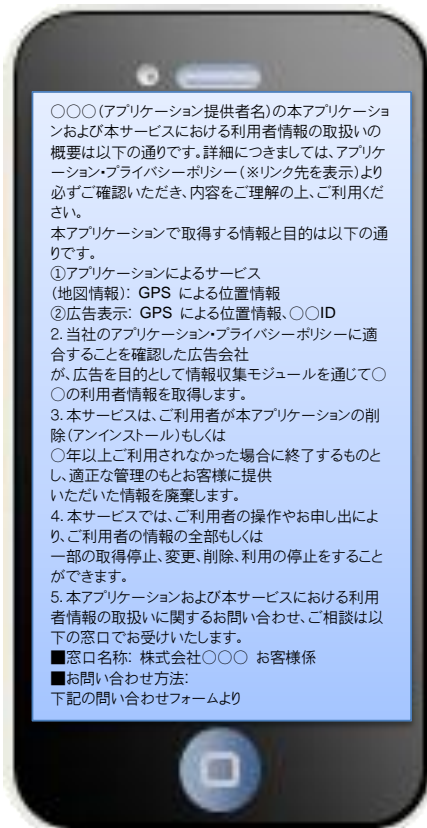 ○○○(アプリケーション提供者名)の本アプリケーショ
ンおよび本サービスにおける利用者情報の取扱いの
概要は以下の通りです。詳細につきましては、アプリケ
ーション・プライバシーポリシー(※リンク先を表示)より
必ずご確認いただき、内容をご理解の上、ご利用くだ
さい。
本アプリケーションで取得する情報と目的は以下の通
りです。
①アプリケーションによるサービス
(地図情報): GPS による位置情報
②広告表示: GPS による位置情報、○○ID
2. 当社のアプリケーション・プライバシーポリシーに適
合することを確認した広告会社
が、広告を目的として情報収集モジュールを通じて○
○の利用者情報を取得します。
3. 本サービスは、ご利用者が本アプリケーションの削
除(アンインストール)もしくは
○年以上ご利用されなかった場合に終了するものと
し、適正な管理のもとお客様に提供
いただいた情報を廃棄します。
4. 本サービスでは、ご利用者の操作やお申し出によ
り、ご利用者の情報の全部もしくは
一部の取得停止、変更、削除、利用の停止をすること
ができます。
5. 本アプリケーションおよび本サービスにおける利用
者情報の取扱いに関するお問い合わせ、ご相談は以
下の窓口でお受けいたします。
■窓口名称: 株式会社○○○ お客様係
■お問い合わせ方法:
下記の問い合わせフォームより